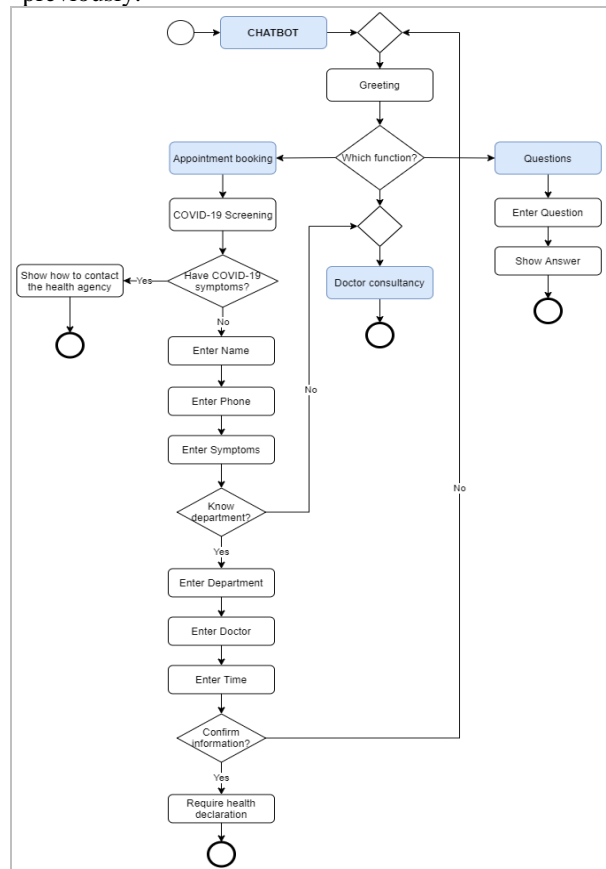 previously.
CHATBOT
Greeting
Appointment booking
Which function?
Questions
COVID-19 Screening
Enter Question
Show how to contact
the health agency
Yes
Have COVID-19
symptoms?
Doctor consultancy
Show Answer
No
Enter Name
Enter Phone
No
Enter Symptoms
Know
department?
No
Yes
Enter Department
Enter Doctor
Enter Time
Confirm
information?
Yes
Require health
declaration